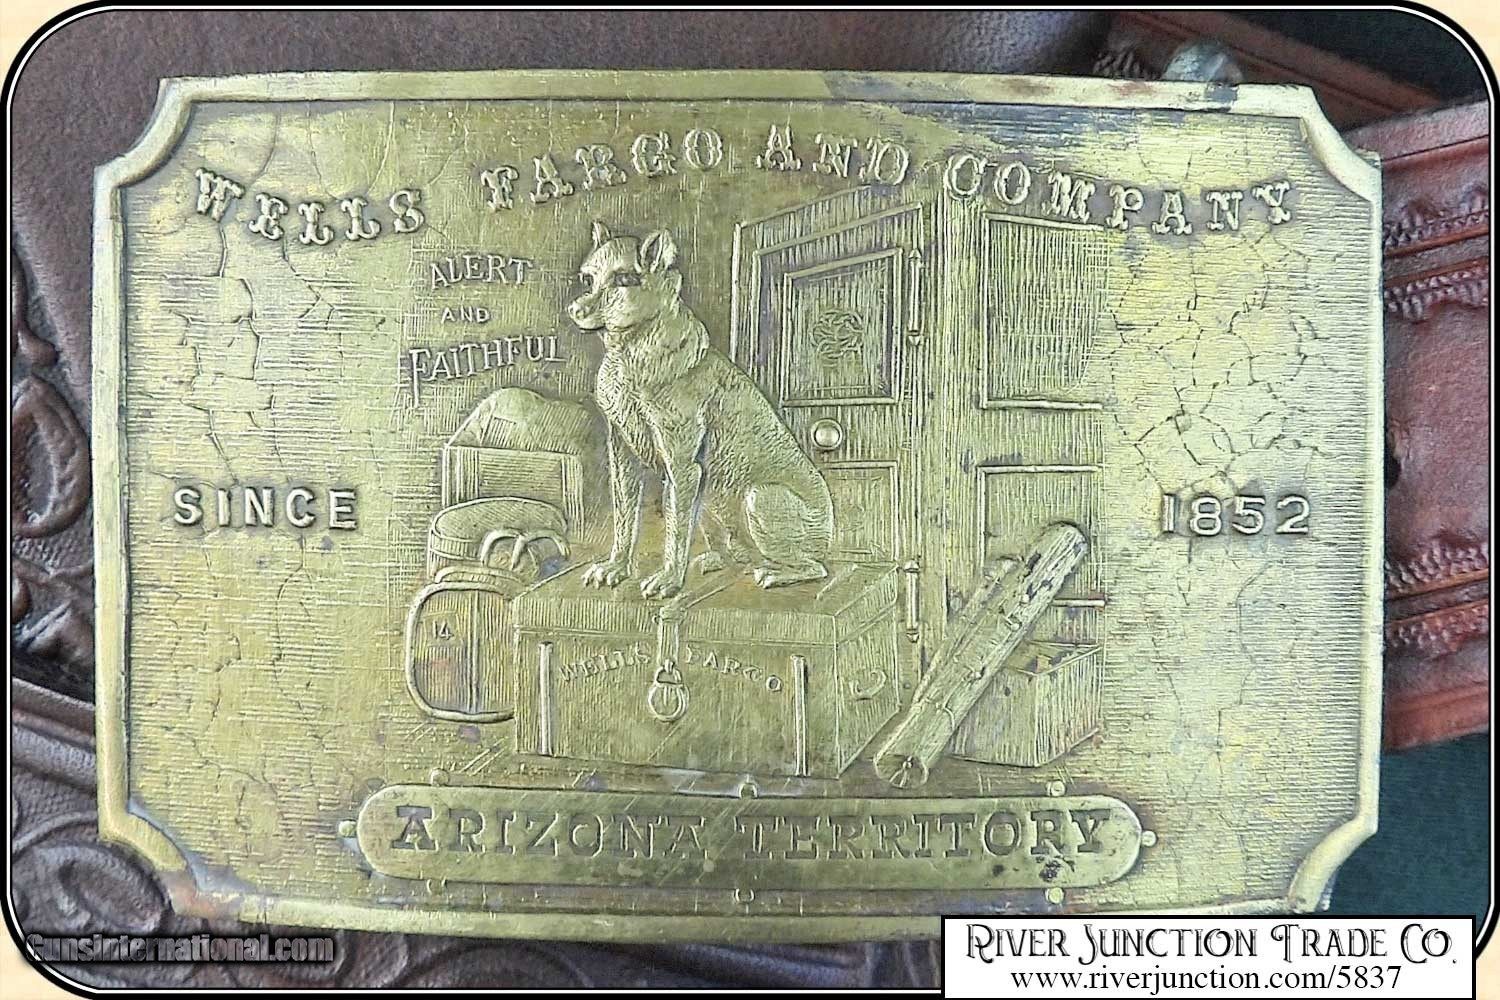 WELLS FARGO AND COMPANY
ALERT
AND
FAITHFUL
SINCE 1852
14
WELLS FARGO
ARIZONA TERRITORY
Gunsinternational.com
RIVER JUNCTION TRADE CO.
www.riverjunction.com/5837